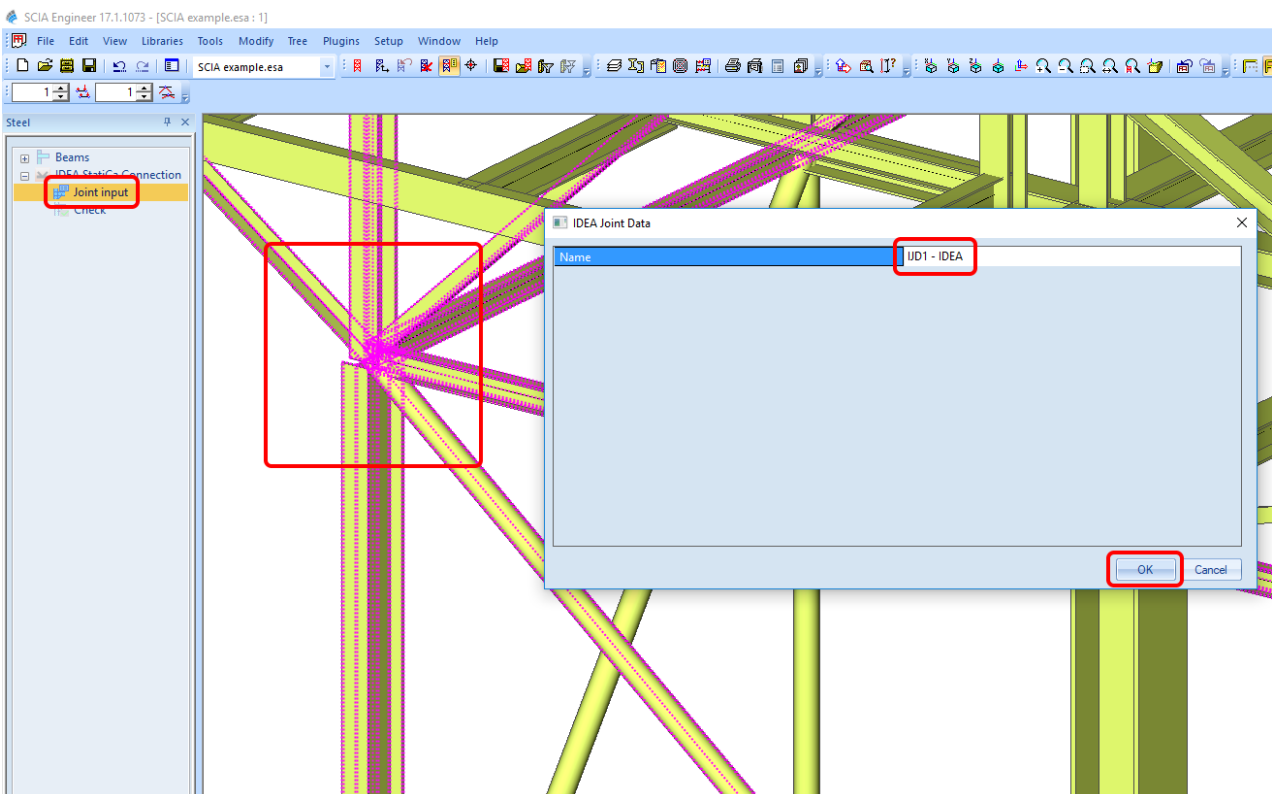 SCIA Engineer 17.1.1073 - [SCIA example.esa : 1]
File Edit View Libraries Tools Modify Tree Plugins Setup Window Help
SCIA example.esa
1 1
Steel
Beams
IDEA StatiCa Connection
Joint input
Check
IDEA Joint Data
Name IJD1 - IDEA
OK Cancel